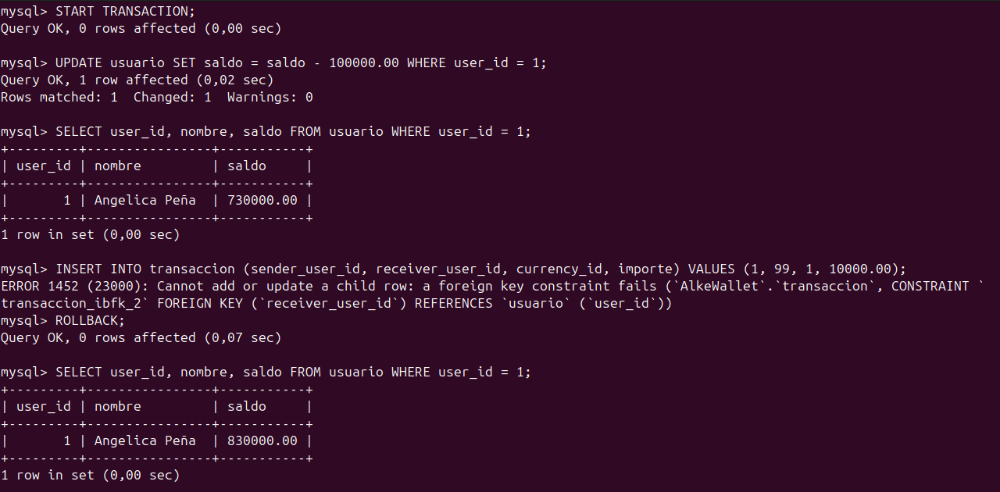 mysql> START TRANSACTION;
Query OK, 0 rows affected (0,00 sec)
mysql> UPDATE usuario SET saldo = saldo - 100000.00 WHERE user_id = 1;
Query OK, 1 row affected (0,02 sec)
Rows matched: 1  Changed: 1  Warnings: 0
mysql> SELECT user_id, nombre, saldo FROM usuario WHERE user_id = 1;
+---------+----------------+-----------+
| user_id | nombre         | saldo     |
+---------+----------------+-----------+
|       1 | Angelica Peña  | 730000.00 |
+---------+----------------+-----------+
1 row in set (0,00 sec)
mysql> INSERT INTO transaccion (sender_user_id, receiver_user_id, currency_id, importe) VALUES (1, 99, 1, 10000.00);
ERROR 1452 (23000): Cannot add or update a child row: a foreign key constraint fails (`AlkeWallet`.`transaccion`, CONSTRAINT `
transaccion_ibfk_2` FOREIGN KEY (`receiver_user_id`) REFERENCES `usuario` (`user_id`))
mysql> ROLLBACK;
Query OK, 0 rows affected (0,07 sec)
mysql> SELECT user_id, nombre, saldo FROM usuario WHERE user_id = 1;
+---------+----------------+-----------+
| user_id | nombre         | saldo     |
+---------+----------------+-----------+
|       1 | Angelica Peña  | 830000.00 |
+---------+----------------+-----------+
1 row in set (0,00 sec)